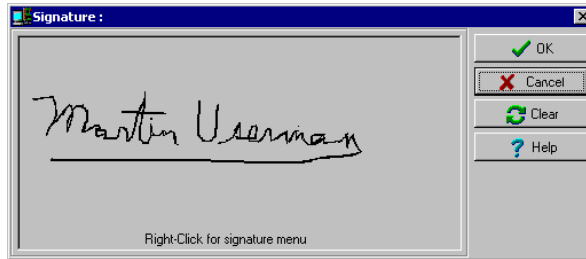 Signature :
Martin Userman
Right-Click for signature menu
OK
Cancel
Clear
Help